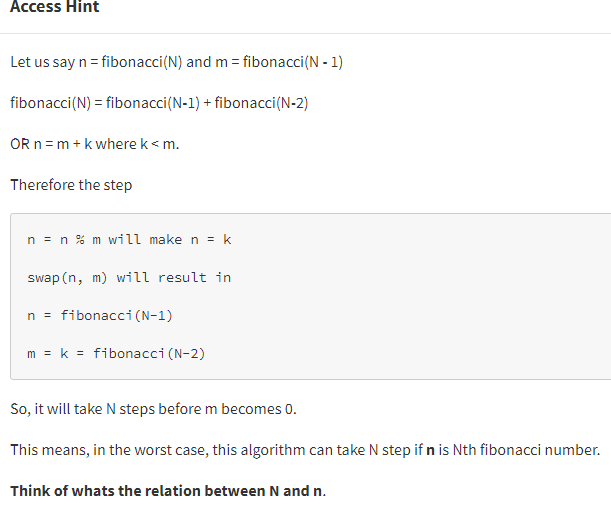 Access Hint
Let us say n = fibonacci(N) and m = fibonacci(N - 1)
fibonacci(N) = fibonacci(N-1) + fibonacci(N-2)
OR n = m + k where k < m.
Therefore the step
n = n % m will make n = k
swap(n, m) will result in
n = fibonacci(N-1)
m = k = fibonacci(N-2)
So, it will take N steps before m becomes 0.
This means, in the worst case, this algorithm can take N step if n is Nth fibonacci number.
Think of whats the relation between N and n.